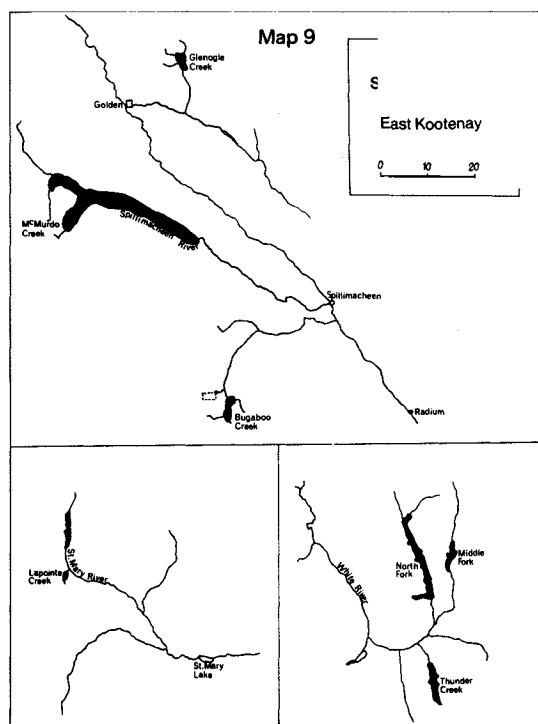 Map 9
Glenogle
Creek
S
East Kootenay
0 10 20
Golden
McMurdo
Creek
Spillimacheen River
Spillimacheen
Radium
Bugaboo
Creek
St. Mary River
Lapointe
Creek
St. Mary
Lake
White River
North
Fork
Middle
Fork
Thunder
Creek